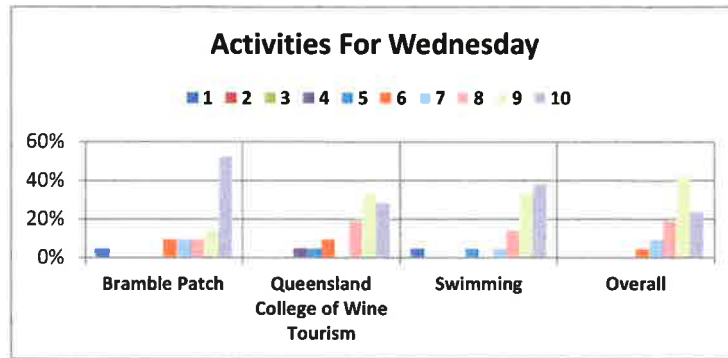 Activities For Wednesday
1 2 3 4 5 6 7 8 9 10
60%
40%
20%
0%
Bramble Patch
Queensland
College of Wine
Tourism
Swimming
Overall